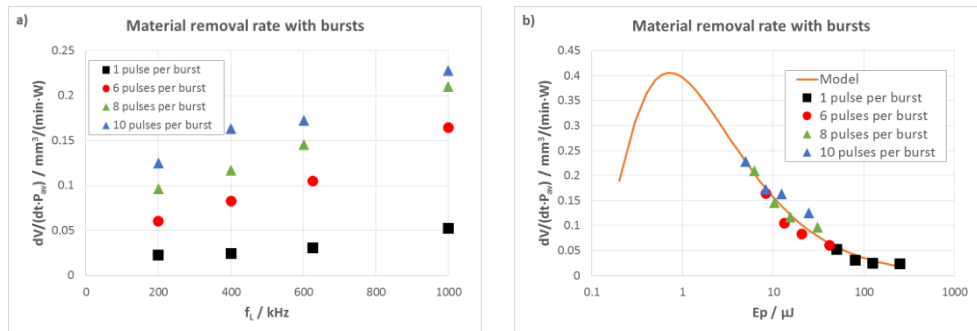 a)
Material removal rate with bursts
dV/(dt·Pav) / mm³/(min·W)
0.25
0.2
0.15
0.1
0.05
0
1 pulse per burst
6 pulses per burst
8 pulses per burst
10 pulses per burst
0 200 400 600 800 1000
fL / kHz
b)
Material removal rate with bursts
dV/(dt·Pav) / mm³/(min·W)
0.45
0.4
0.35
0.3
0.25
0.2
0.15
0.1
0.05
0
Model
1 pulse per burst
6 pulses per burst
8 pulses per burst
10 pulses per burst
0.1 1 10 100 1000
Ep / µJ